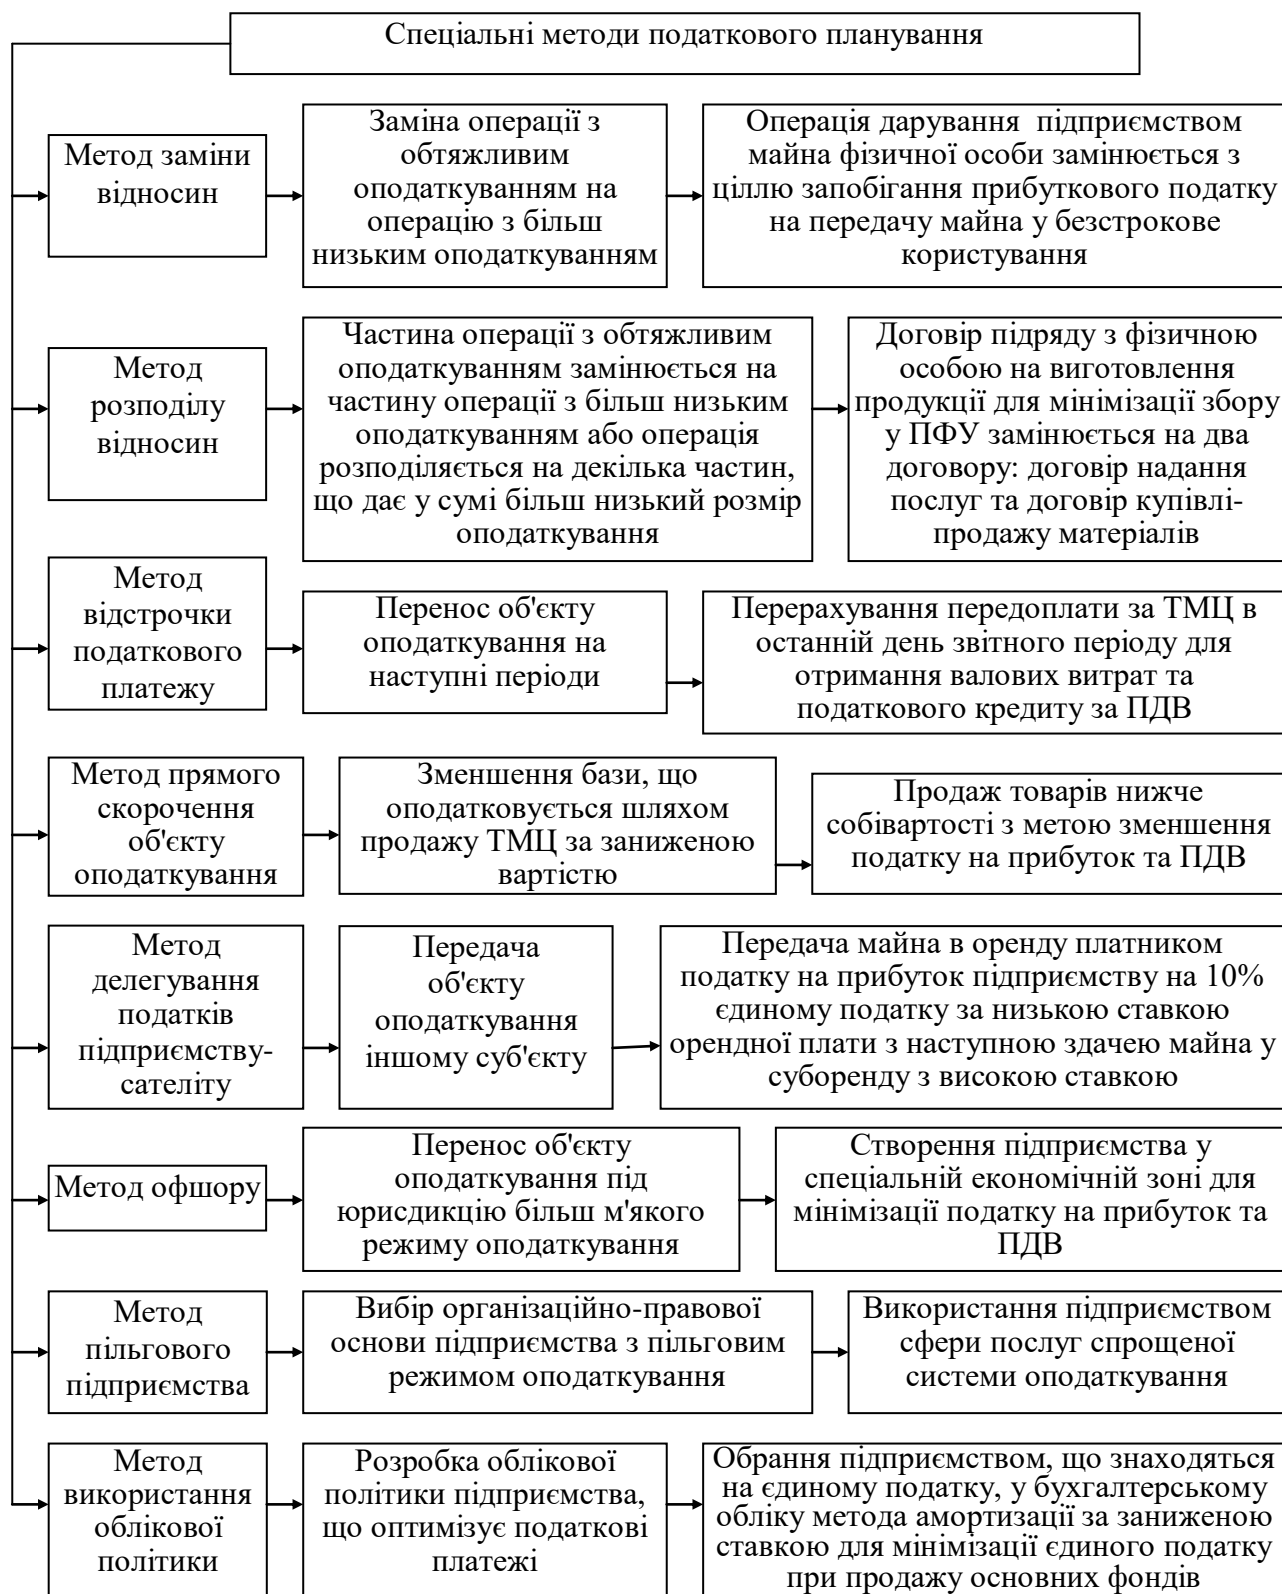 Спеціальні методи податкового планування
Метод заміни
відносин
Заміна операції з
обтяжливим
оподаткуванням на
операцію з більш
низьким оподаткуванням
Операція дарування підприємством
майна фізичної особи замінюється з
ціллю запобігання прибуткового податку
на передачу майна у безстрокове
користування
Метод
розподілу
відносин
Частина операції з обтяжливим
оподаткуванням замінюється на
частину операції з більш низьким
оподаткуванням або операція
розподіляється на декілька частин,
що дає у сумі більш низький розмір
оподаткування
Договір підряду з фізичною
особою на виготовлення
продукції для мінімізації збору
у ПФУ замінюється на два
договору: договір надання
послуг та договір купівлі-
продажу матеріалів
Метод
відстрочки
податкового
платежу
Перенос об'єкту
оподаткування на
наступні періоди
Перерахування передоплати за ТМЦ в
останній день звітного періоду для
отримання валових витрат та
податкового кредиту за ПДВ
Метод прямого
скорочення
об'єкту
оподаткування
Зменшення бази, що
оподатковується шляхом
продажу ТМЦ за заниженою
вартістю
Продаж товарів нижче
собівартості з метою зменшення
податку на прибуток та ПДВ
Метод
делегування
податків
підприємству-
сателіту
Передача
об'єкту
оподаткування
іншому суб'єкту
Передача майна в оренду платником
податку на прибуток підприємству на 10%
єдиному податку за низькою ставкою
орендної плати з наступною здачею майна у
суборенду з високою ставкою
Метод офшору
Перенос об'єкту
оподаткування під
юрисдикцію більш м'якого
режиму оподаткування
Створення підприємства у
спеціальній економічній зоні для
мінімізації податку на прибуток та
ПДВ
Метод
пільгового
підприємства
Вибір організаційно-правової
основи підприємства з пільговим
режимом оподаткування
Використання підприємством
сфери послуг спрощеної
системи оподаткування
Метод
використання
облікової
політики
Розробка облікової
політики підприємства,
що оптимізує податкові
платежі
Обрання підприємством, що знаходяться
на єдиному податку, у бухгалтерському
обліку метода амортизації за заниженою
ставкою для мінімізації єдиного податку
при продажу основних фондів